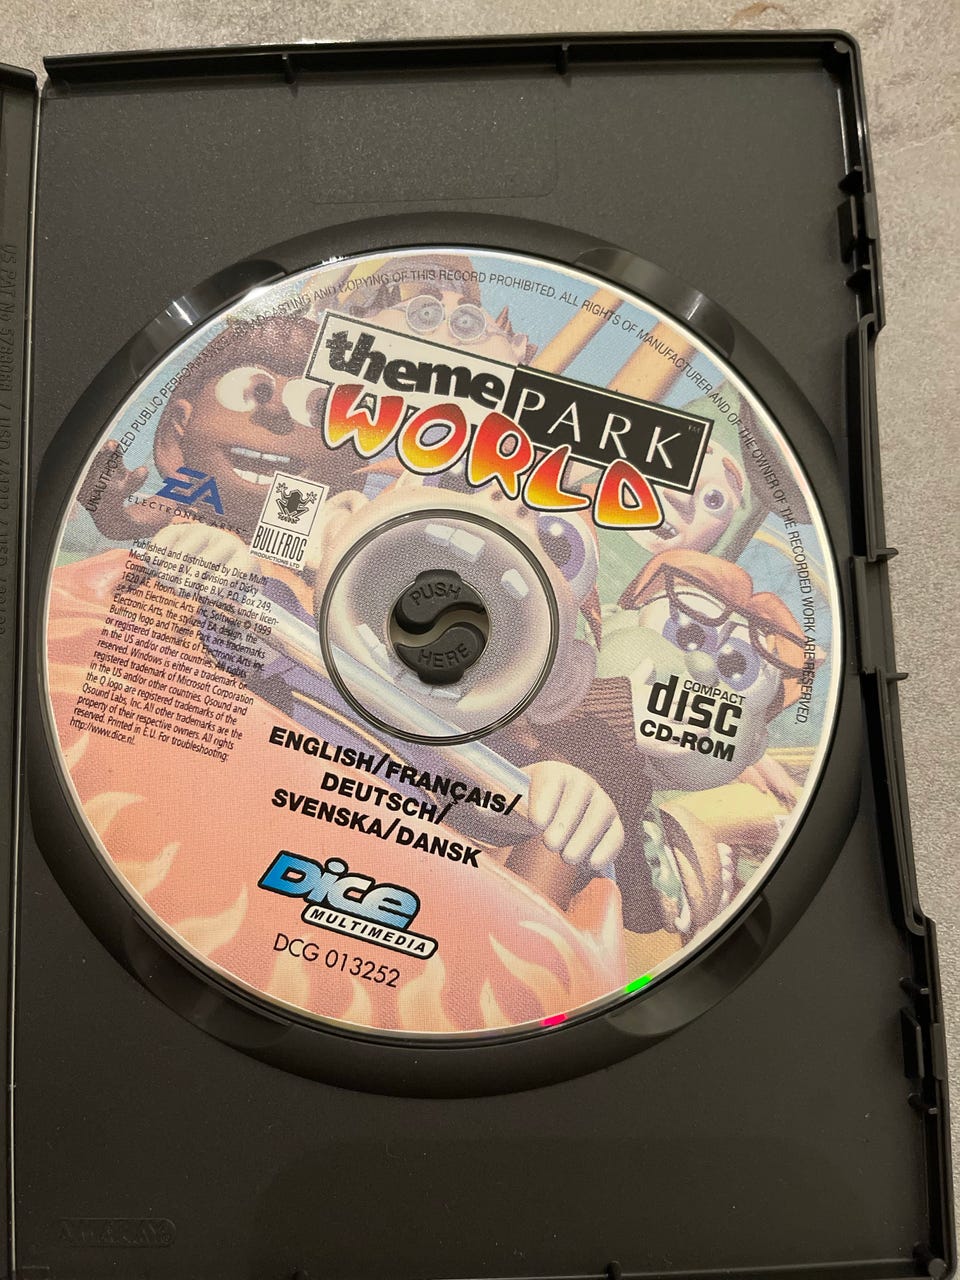 UNAUTHORIZED PUBLIC BROADCASTING AND COPYING OF THIS RECORD PROHIBITED. ALL RIGHTS OF MANUFACTURER AND OF THE OWNER OF THE RECORDED WORK ARE RESERVED.
theme PARK™
WORLD
EA
ELECTRONIC ARTS
BULLFROG
PRODUCTIONS LTD
Published and distributed by Dice Multi
Media Europe B.V., a division of Disky
Communications Europe B.V., P.O. Box 249,
1620 AE, Hoorn, The Netherlands, under licen-
se from Electronic Arts Inc. Software © 1999
Electronic Arts, the stylized EA design, the
Bullfrog logo and Theme Park are trademarks
or registered trademarks of Electronic Arts Inc.
in the US and/or other countries. All rights
reserved. Windows is either a trademark or
registered trademark of Microsoft Corporation
in the US and/or other countries. Qsound and
the Q logo are registered trademarks of the
Qsound Labs, Inc. All other trademarks are the
property of their respective owners. All rights
reserved. Printed in E.U. For troubleshooting:
http://www.dice.nl.
PUSH
HERE
COMPACT
disc
CD-ROM
ENGLISH/FRANÇAIS/
DEUTSCH/
SVENSKA/DANSK
Dice
MULTIMEDIA
DCG 013252
AMARAY